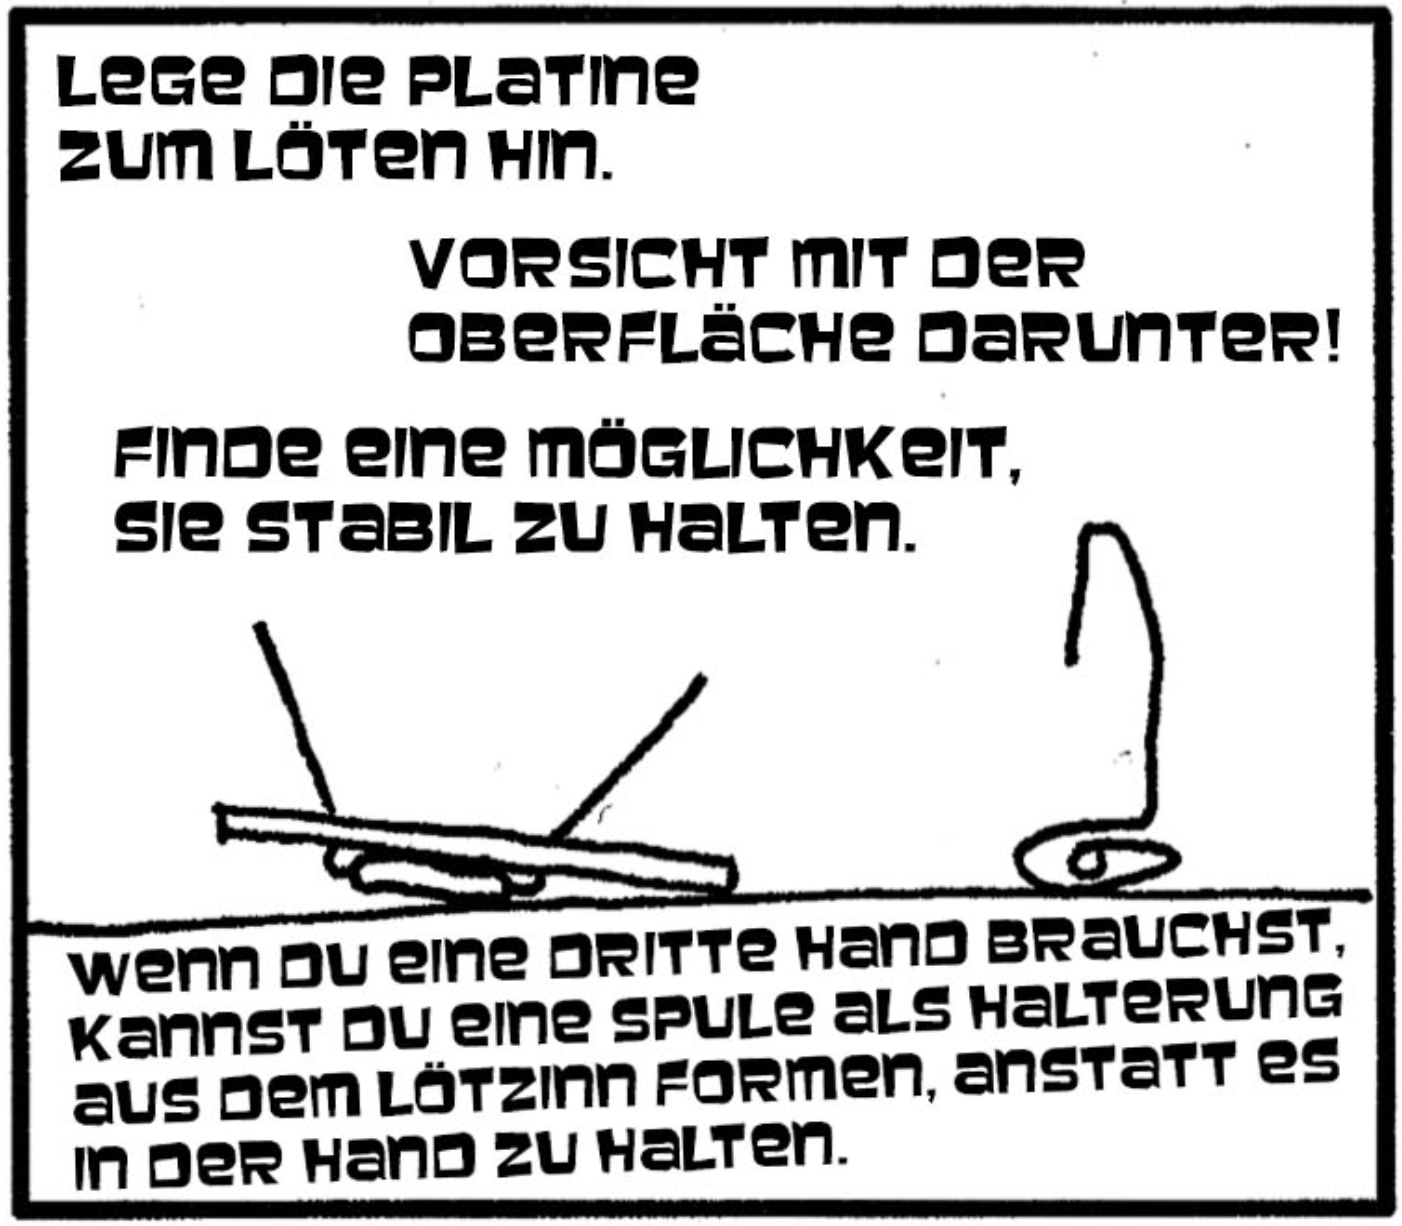 Lege die Platine
zum Löten hin.
Vorsicht mit der
Oberfläche darunter!
Finde eine Möglichkeit,
sie stabil zu halten.
Wenn du eine dritte Hand brauchst,
kannst du eine Spule als Halterung
aus dem Lötzinn formen, anstatt es
in der Hand zu halten.